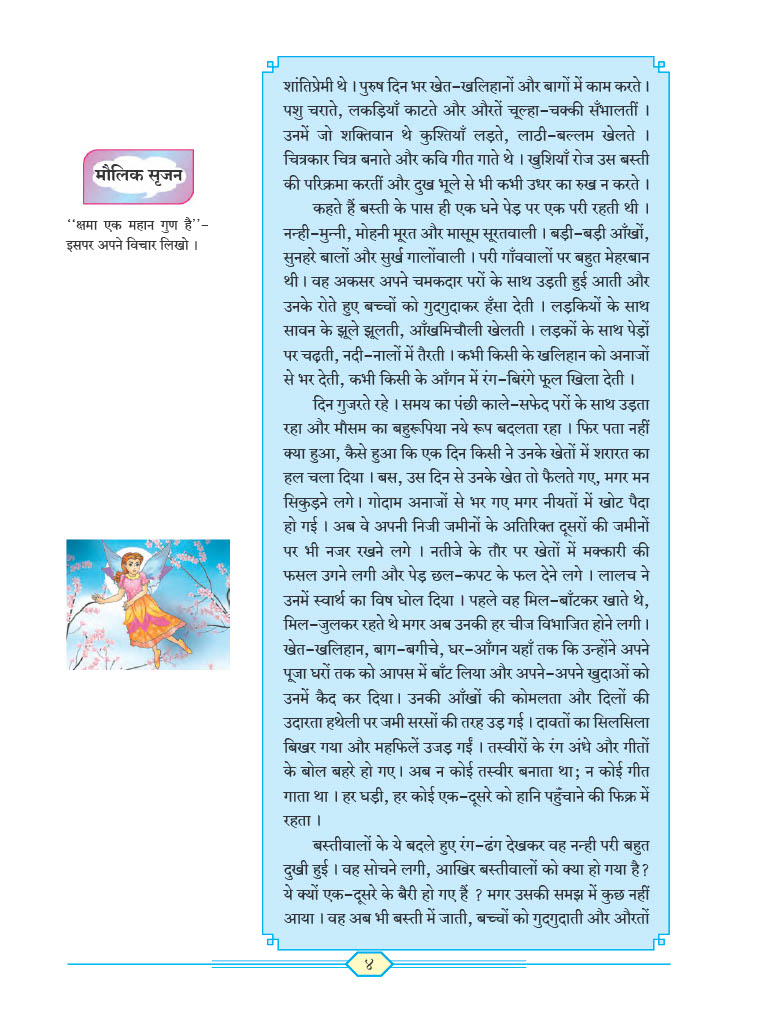 मौलिक सृजन
‘‘क्षमा एक महान गुण है’’-
इसपर अपने विचार लिखो ।
शांतिप्रेमी थे । पुरुष दिन भर खेत-खलिहानों और बागों में काम करते ।
पशु चराते, लकड़ियाँ काटते और औरतें चूल्हा-चक्की सँभालतीं ।
उनमें जो शक्तिवान थे कुश्तियाँ लड़ते, लाठी-बल्लम खेलते ।
चित्रकार चित्र बनाते और कवि गीत गाते थे । खुशियाँ रोज उस बस्ती
की परिक्रमा करतीं और दुख भूले से भी कभी उधर का रुख न करते ।
कहते हैं बस्ती के पास ही एक घने पेड़ पर एक परी रहती थी ।
नन्ही-मुन्नी, मोहनी मूरत और मासूम सूरतवाली । बड़ी-बड़ी आँखों,
सुनहरे बालों और सुर्ख गालोंवाली । परी गाँववालों पर बहुत मेहरबान
थी । वह अकसर अपने चमकदार परों के साथ उड़ती हुई आती और
उनके रोते हुए बच्चों को गुदगुदाकर हँसा देती । लड़कियों के साथ
सावन के झूले झूलती, आँखमिचौली खेलती । लड़कों के साथ पेड़ों
पर चढ़ती, नदी-नालों में तैरती । कभी किसी के खलिहान को अनाजों
से भर देती, कभी किसी के आँगन में रंग-बिरंगे फूल खिला देती ।
दिन गुजरते रहे । समय का पंछी काले-सफेद परों के साथ उड़ता
रहा और मौसम का बहुरूपिया नये रूप बदलता रहा । फिर पता नहीं
क्या हुआ, कैसे हुआ कि एक दिन किसी ने उनके खेतों में शरारत का
हल चला दिया । बस, उस दिन से उनके खेत तो फैलते गए, मगर मन
सिकुड़ने लगे । गोदाम अनाजों से भर गए मगर नीयतों में खोट पैदा
हो गई । अब वे अपनी निजी जमीनों के अतिरिक्त दूसरों की जमीनों
पर भी नजर रखने लगे । नतीजे के तौर पर खेतों में मक्कारी की
फसल उगने लगी और पेड़ छल-कपट के फल देने लगे । लालच ने
उनमें स्वार्थ का विष घोल दिया । पहले वह मिल-बाँटकर खाते थे,
मिल-जुलकर रहते थे मगर अब उनकी हर चीज विभाजित होने लगी ।
खेत-खलिहान, बाग-बगीचे, घर-आँगन यहाँ तक कि उन्होंने अपने
पूजा घरों तक को आपस में बाँट लिया और अपने-अपने खुदाओं को
उनमें कैद कर दिया । उनकी आँखों की कोमलता और दिलों की
उदारता हथेली पर जमी सरसों की तरह उड़ गई । दावतों का सिलसिला
बिखर गया और महफिलें उजड़ गईं । तस्वीरों के रंग अंधे और गीतों
के बोल बहरे हो गए । अब न कोई तस्वीर बनाता था; न कोई गीत
गाता था । हर घड़ी, हर कोई एक-दूसरे को हानि पहुँचाने की फिक्र में
रहता ।
बस्तीवालों के ये बदले हुए रंग-ढंग देखकर वह नन्ही परी बहुत
दुखी हुई । वह सोचने लगी, आखिर बस्तीवालों को क्या हो गया है?
ये क्यों एक-दूसरे के बैरी हो गए हैं ? मगर उसकी समझ में कुछ नहीं
आया । वह अब भी बस्ती में जाती, बच्चों को गुदगुदाती और औरतों
४